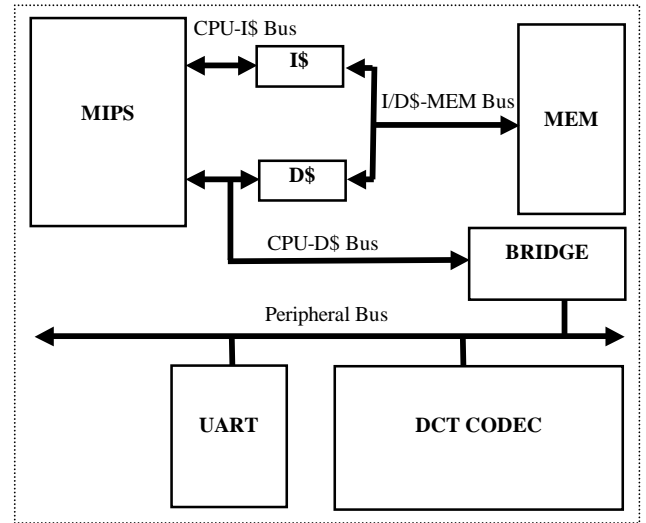 CPU-I$ Bus
I$
MIPS
I/D$-MEM Bus
MEM
D$
CPU-D$ Bus
BRIDGE
Peripheral Bus
UART
DCT CODEC